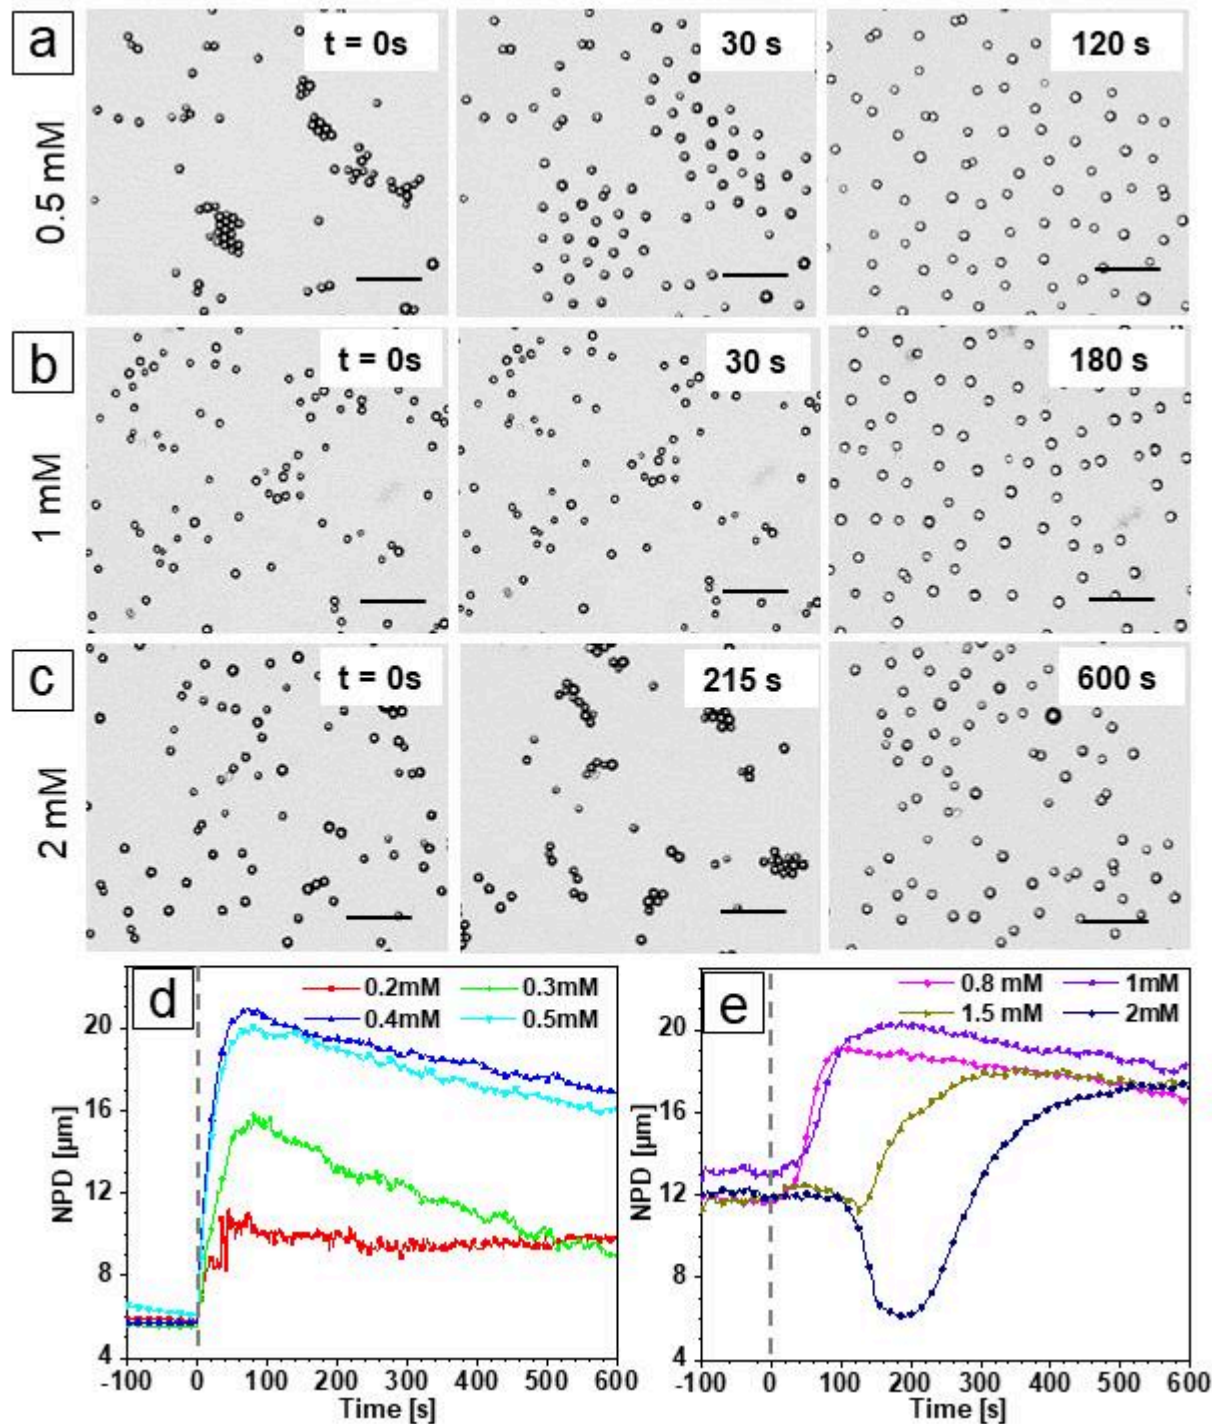 a
t = 0s
30 s
120 s
0.5 mM
b
t = 0s
30 s
180 s
1 mM
c
t = 0s
215 s
600 s
2 mM
d
0.2mM
0.3mM
0.4mM
0.5mM
NPD [µm]
20
16
12
8
4
-100
0
100
200
300
400
500
600
Time [s]
e
0.8 mM
1mM
1.5 mM
2mM
NPD [µm]
20
16
12
8
4
-100
0
100
200
300
400
500
600
Time [s]